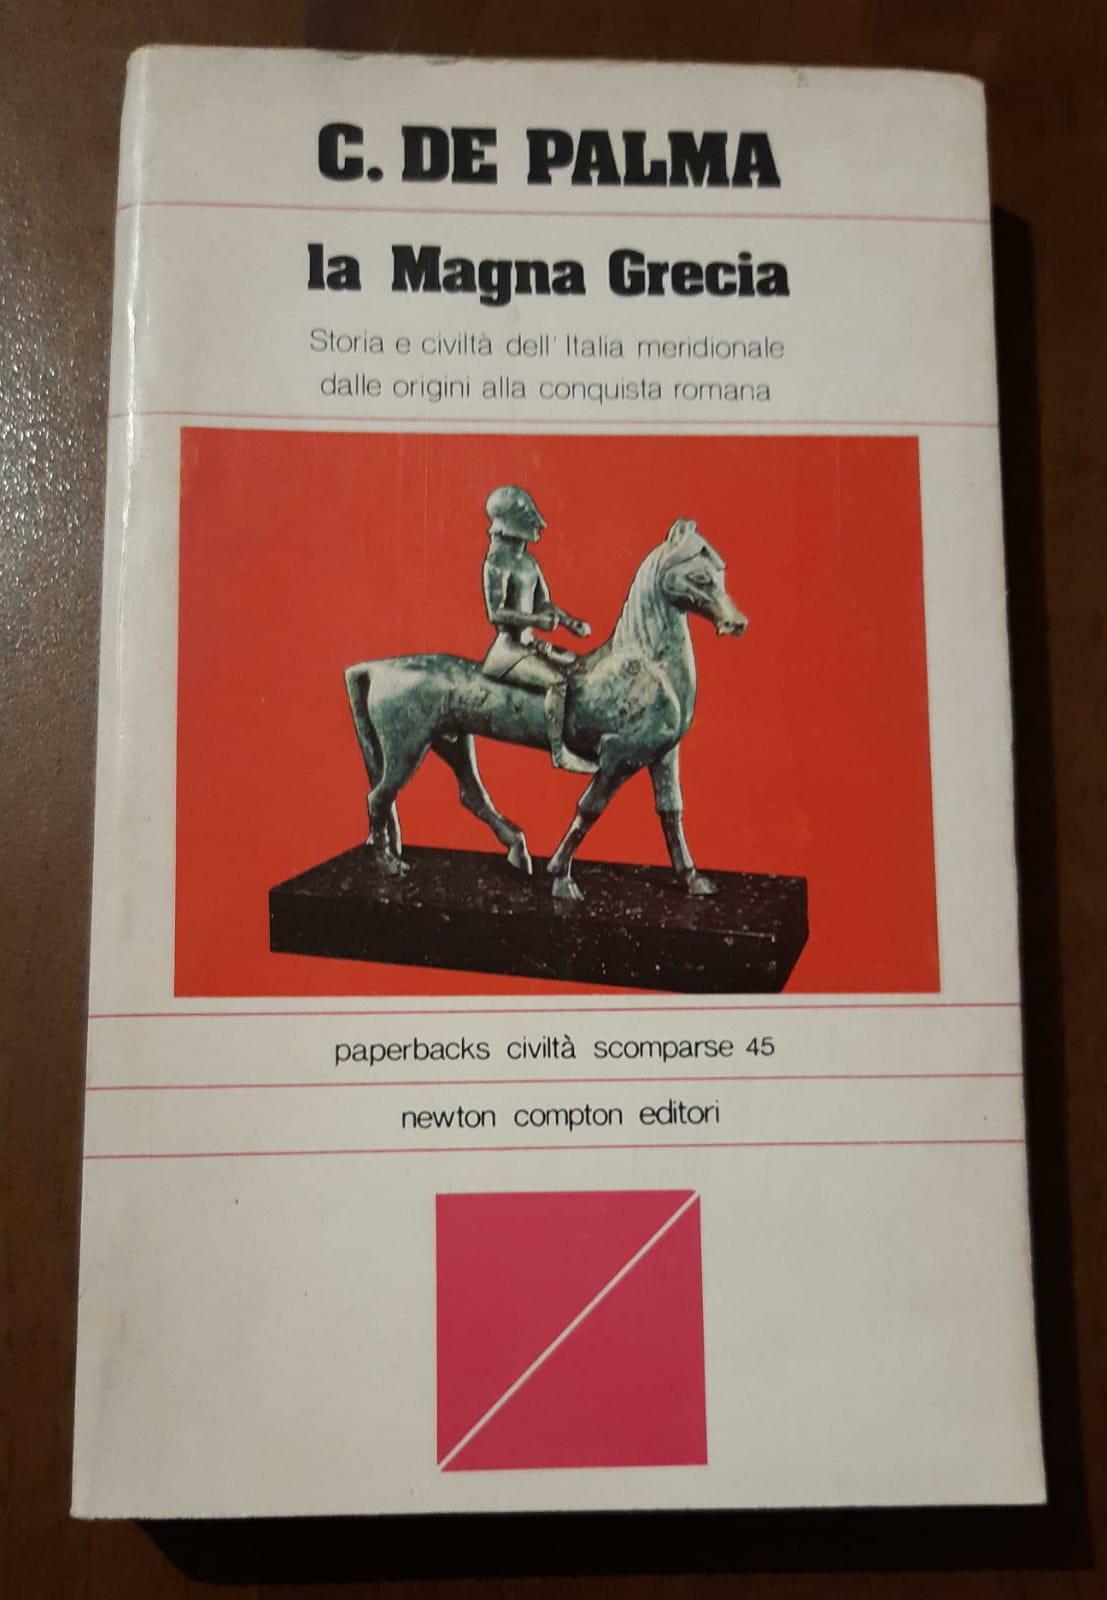 C. DE PALMA
la Magna Grecia
Storia e civiltà dell' Italia meridionale
dalle origini alla conquista romana
paperbacks civiltà scomparse 45
newton compton editori